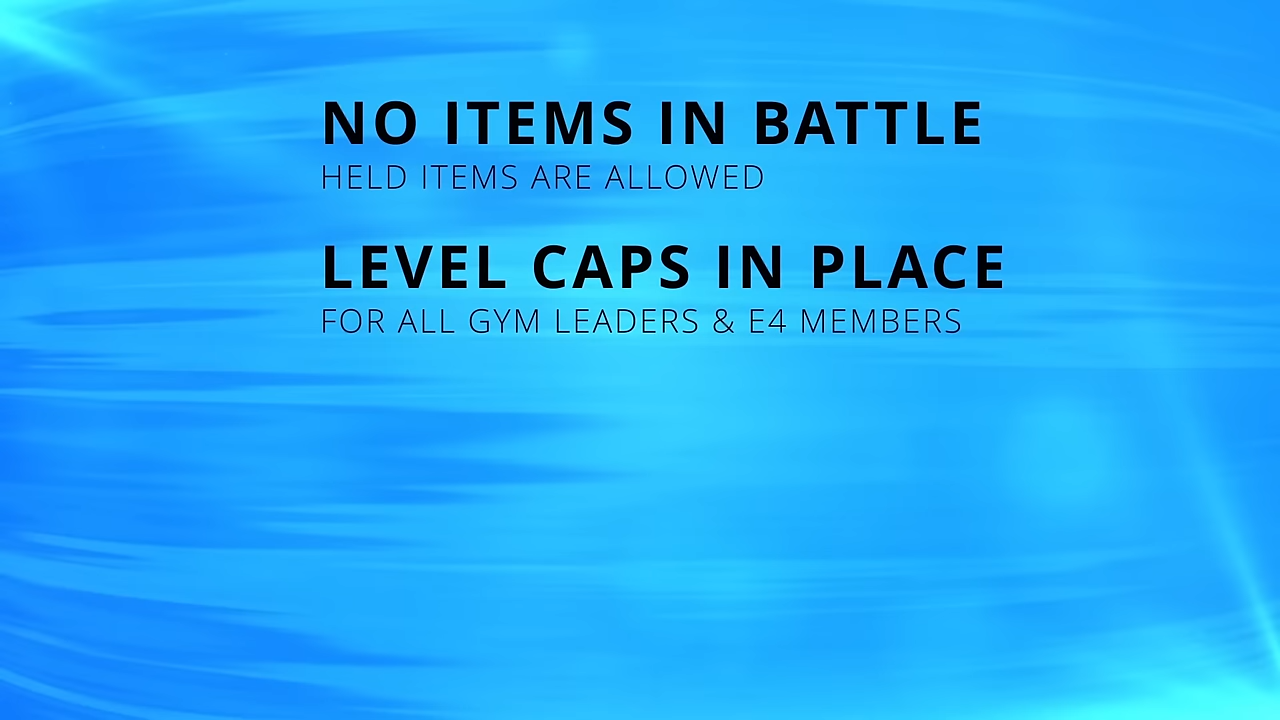 NO ITEMS IN BATTLE
HELD ITEMS ARE ALLOWED
LEVEL CAPS IN PLACE
FOR ALL GYM LEADERS & E4 MEMBERS